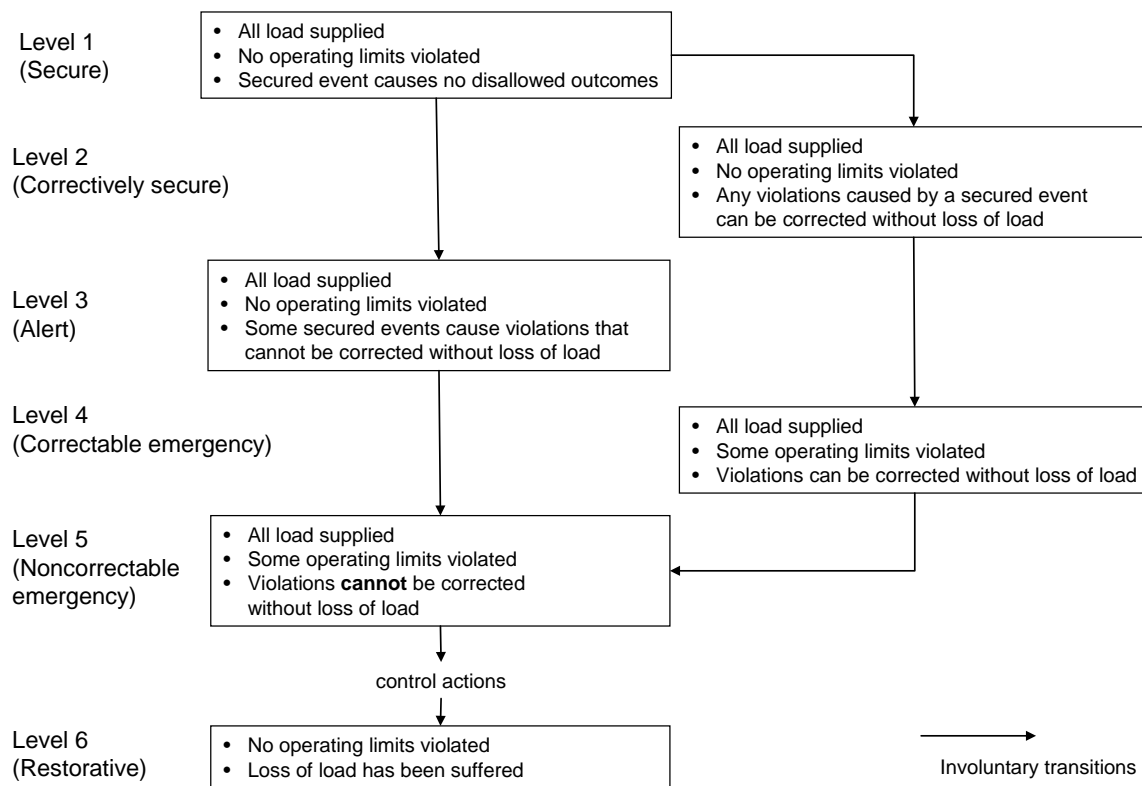 Level 1
(Secure)
• All load supplied
• No operating limits violated
• Secured event causes no disallowed outcomes
Level 2
(Correctively secure)
• All load supplied
• No operating limits violated
• Any violations caused by a secured event
can be corrected without loss of load
Level 3
(Alert)
• All load supplied
• No operating limits violated
• Some secured events cause violations that
cannot be corrected without loss of load
Level 4
(Correctable emergency)
• All load supplied
• Some operating limits violated
• Violations can be corrected without loss of load
Level 5
(Noncorrectable
emergency)
• All load supplied
• Some operating limits violated
• Violations cannot be corrected
without loss of load
control actions
Level 6
(Restorative)
• No operating limits violated
• Loss of load has been suffered
Involuntary transitions